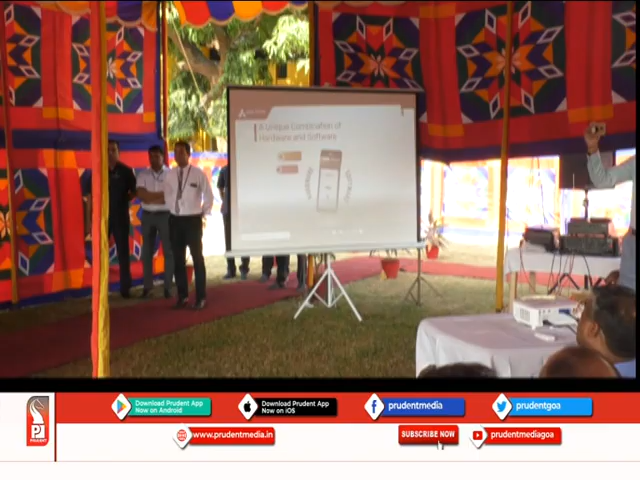 A Unique Combination of
Hardware and Software
Download Prudent App
Now on Android
Download Prudent App
Now on iOS
prudentmedia
prudentgoa
PRUDENT
www.prudentmedia.in
SUBSCRIBE NOW
prudentmediagoa